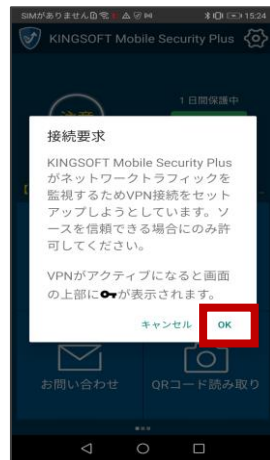 SIMがありません 15:24
KINGSOFT Mobile Security Plus
1 日間保護中
注意
接続要求
KINGSOFT Mobile Security Plus
がネットワークトラフィックを
監視するためVPN接続をセット
アップしようとしています。ソ
ースを信頼できる場合にのみ許
可してください。
VPNがアクティブになると画面
の上部に が表示されます。
キャンセル OK
お問い合わせ QRコード読み取り